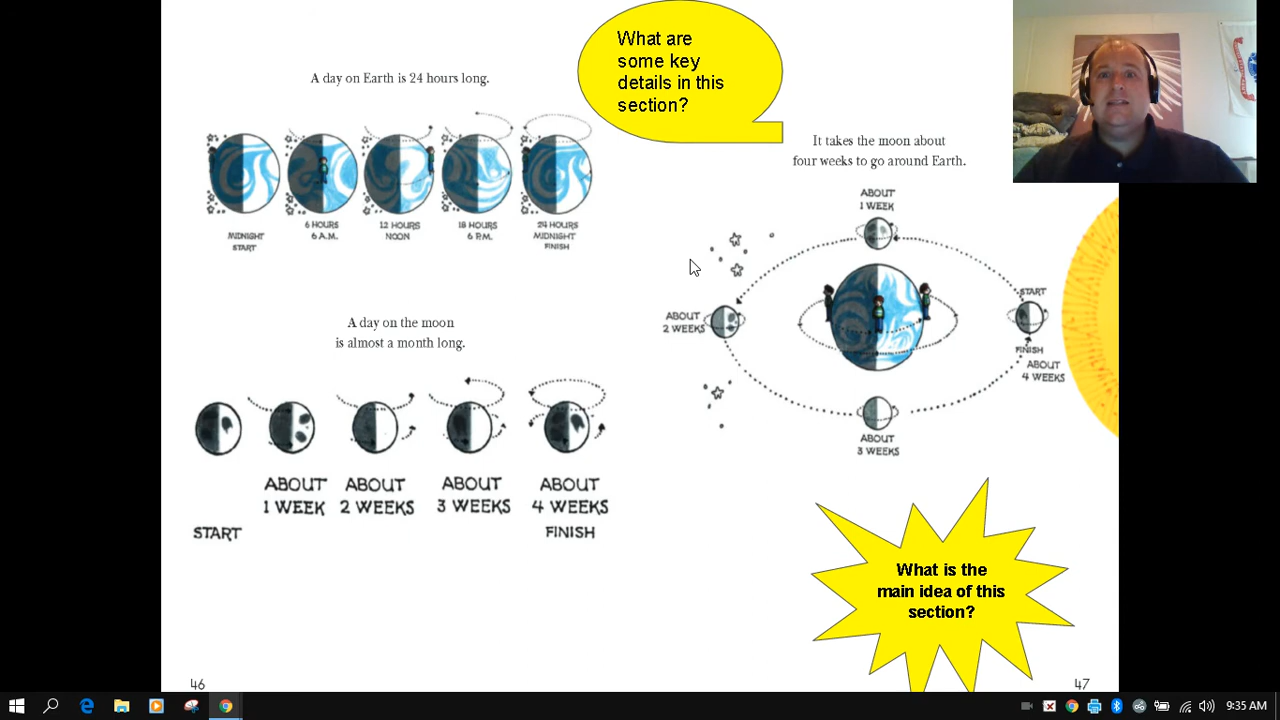 What are
some key
details in this
section?
A day on Earth is 24 hours long.
MIDNIGHT
START
6 HOURS
6 A.M.
12 HOURS
NOON
18 HOURS
6 P.M.
24 HOURS
MIDNIGHT
FINISH
A day on the moon
is almost a month long.
START
ABOUT
1 WEEK
ABOUT
2 WEEKS
ABOUT
3 WEEKS
ABOUT
4 WEEKS
FINISH
It takes the moon about
four weeks to go around Earth.
ABOUT
1 WEEK
START
ABOUT
2 WEEKS
FINISH
ABOUT
4 WEEKS
ABOUT
3 WEEKS
What is the
main idea of this
section?
46
47
9:35 AM